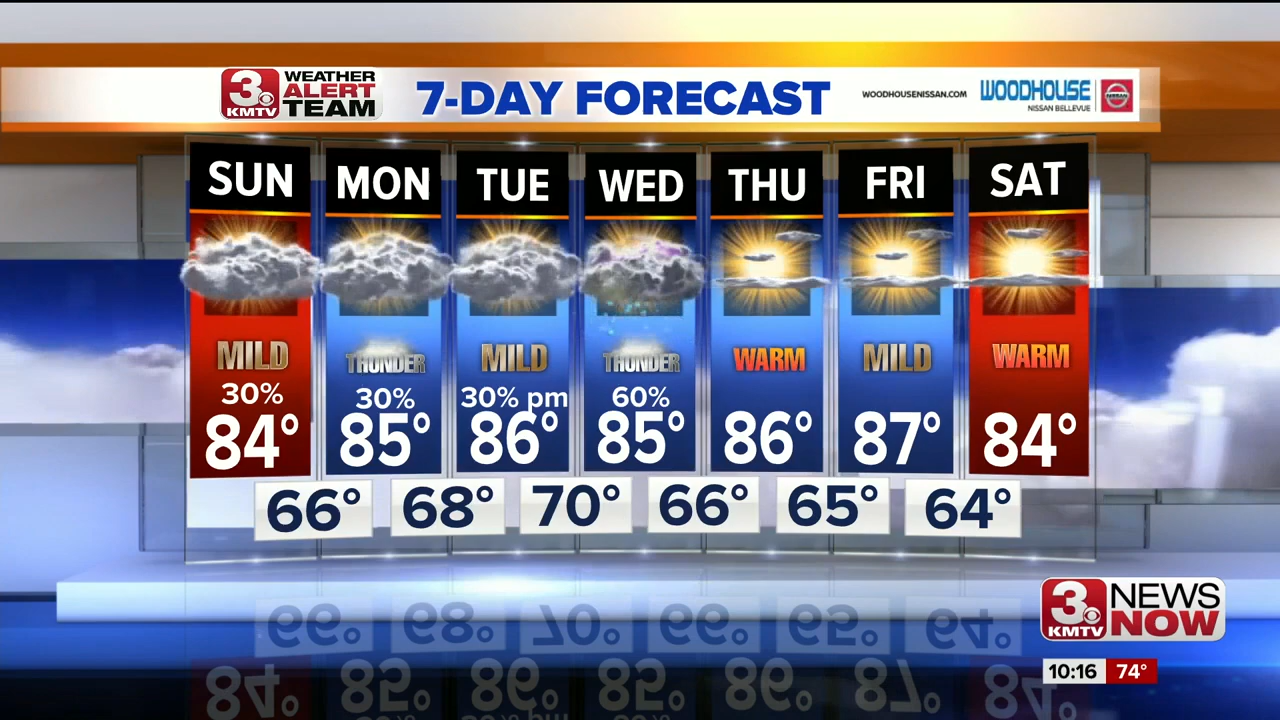 3 KMTV WEATHER ALERT TEAM
7-DAY FORECAST
WOODHOUSENISSAN.COM
WOODHOUSE
NISSAN BELLEVUE
NISSAN
SUN MON TUE WED THU FRI SAT
MILD THUNDER MILD THUNDER WARM MILD WARM
30% 30% 30% pm 60%
84° 85° 86° 85° 86° 87° 84°
66° 68° 70° 66° 65° 64°
3 KMTV NEWS NOW
10:16 74°